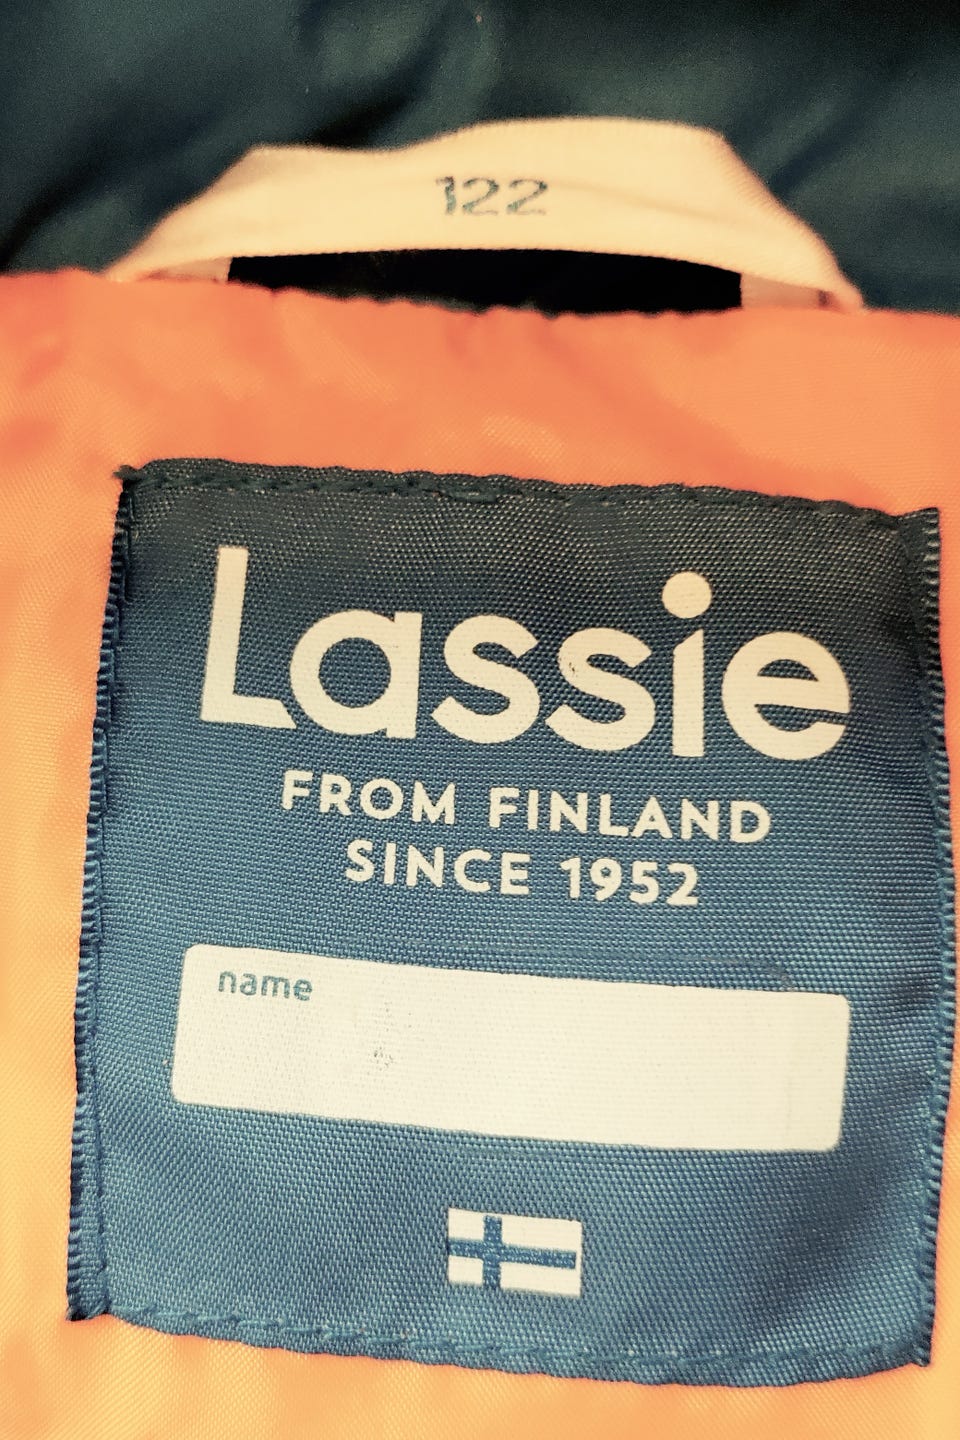 122
Lassie
FROM FINLAND
SINCE 1952
name